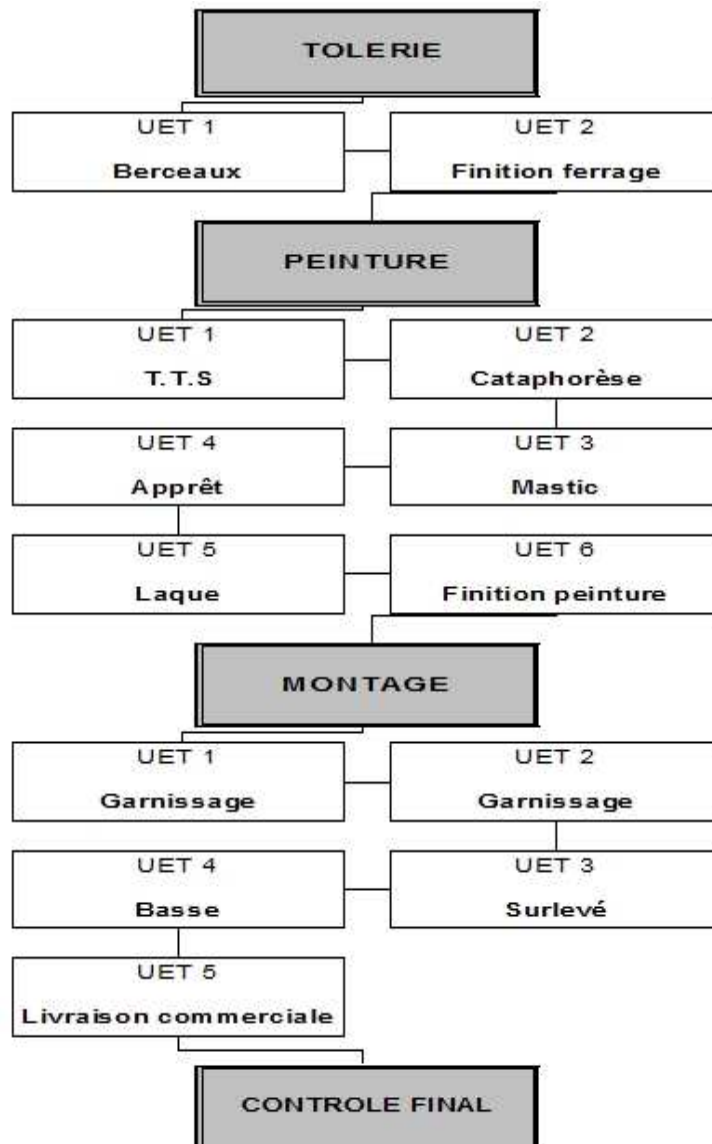 TOLERIE
UET 1
Berceaux
UET 2
Finition ferrage
PEINTURE
UET 1
T.T.S
UET 2
Cataphorèse
UET 4
Apprêt
UET 3
Mastic
UET 5
Laque
UET 6
Finition peinture
MONTAGE
UET 1
Garnissage
UET 2
Garnissage
UET 4
Basse
UET 3
Surlevé
UET 5
Livraison commerciale
CONTROLE FINAL